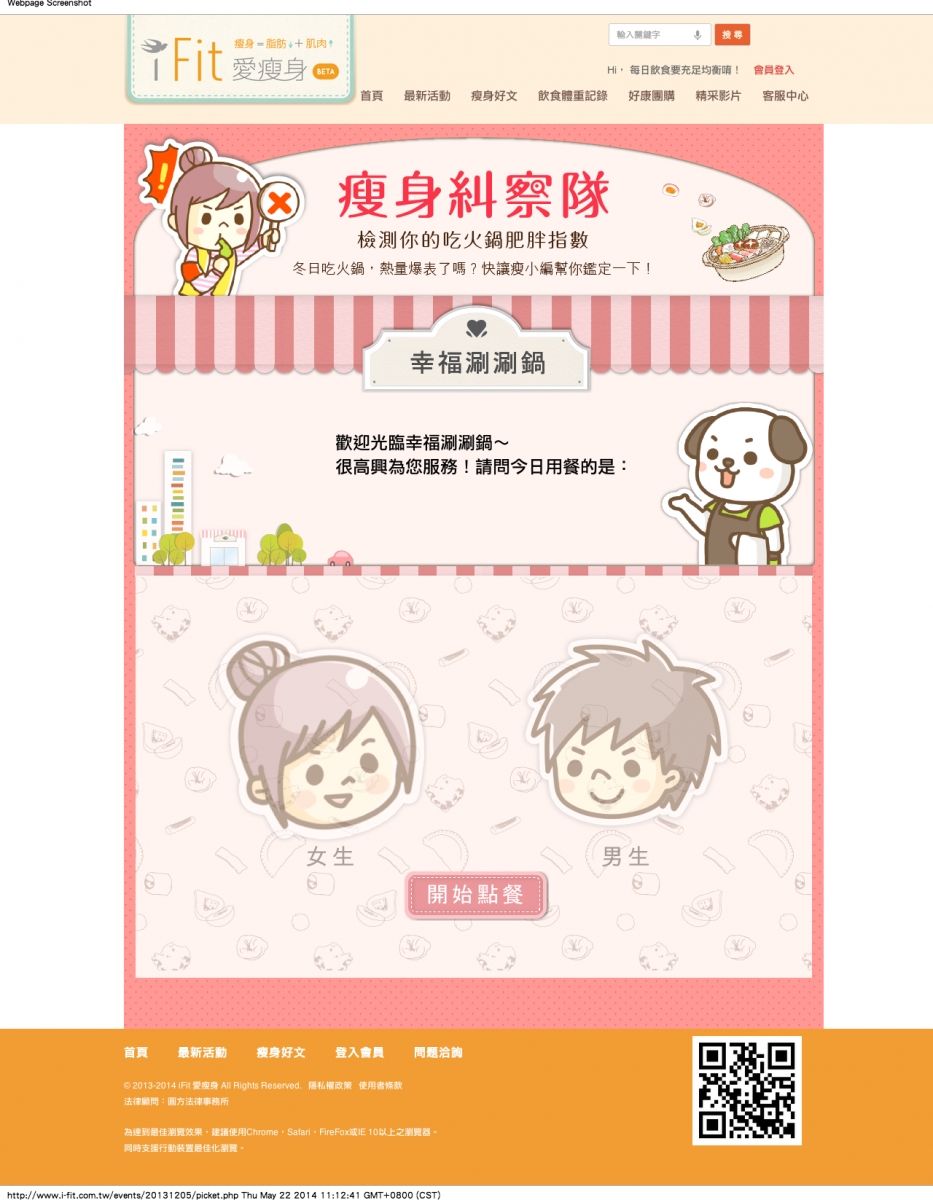 Webpage Screenshot
瘦身=脂肪↓+肌肉↑
iFit
愛瘦身 BETA
輸入關鍵字 搜尋
Hi， 每日飲食要充足均衡唷！ 會員登入
首頁 最新活動 瘦身好文 飲食體重記錄 好康團購 精采影片 客服中心
瘦身糾察隊
檢測你的吃火鍋肥胖指數
冬日吃火鍋，熱量爆表了嗎？快讓瘦小編幫你鑑定一下！
幸福涮涮鍋
歡迎光臨幸福涮涮鍋～
很高興為您服務！請問今日用餐的是：
女生 男生
開始點餐
首頁 最新活動 瘦身好文 登入會員 問題洽詢
© 2013-2014 iFit 愛瘦身 All Rights Reserved. 隱私權政策 使用者條款
法律顧問：圓方法律事務所
為達到最佳瀏覽效果，建議使用Chrome，Safari，FireFox或IE 10以上之瀏覽器。
同時支援行動裝置最佳化瀏覽。
http://www.i-fit.com.tw/events/20131205/picket.php Thu May 22 2014 11:12:41 GMT+0800 (CST)